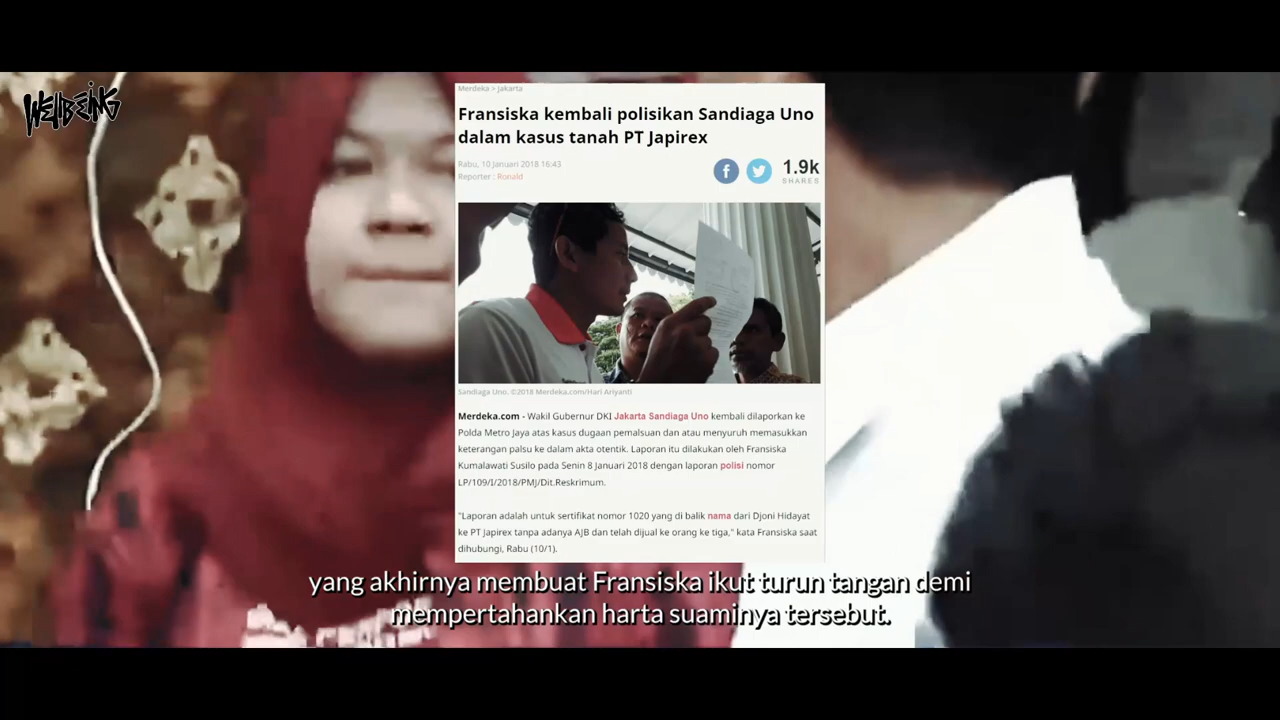 WELLBEING
Merdeka > Jakarta
Fransiska kembali polisikan Sandiaga Uno
dalam kasus tanah PT Japirex
Rabu, 10 Januari 2018 16:43
Reporter : Ronald
1.9k
SHARES
Sandiaga Uno. ©2018 Merdeka.com/Hari Ariyanti
Merdeka.com - Wakil Gubernur DKI Jakarta Sandiaga Uno kembali dilaporkan ke
Polda Metro Jaya atas kasus dugaan pemalsuan dan atau menyuruh memasukkan
keterangan palsu ke dalam akta otentik. Laporan itu dilakukan oleh Fransiska
Kumalawati Susilo pada Senin 8 Januari 2018 dengan laporan polisi nomor
LP/109/I/2018/PMJ/Dit.Reskrimum.
"Laporan adalah untuk sertifikat nomor 1020 yang di balik nama dari Djoni Hidayat
ke PT Japirex tanpa adanya AJB dan telah dijual ke orang ke tiga," kata Fransiska saat
dihubungi, Rabu (10/1).
yang akhirnya membuat Fransiska ikut turun tangan demi
mempertahankan harta suaminya tersebut.